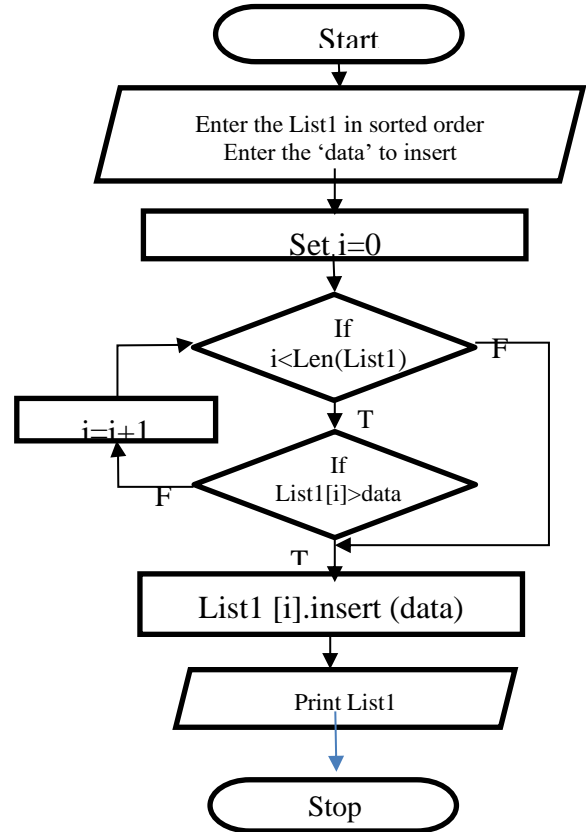 Start
Enter the List1 in sorted order
Enter the ‘data’ to insert
Set i=0
If
i<Len(List1)
F
T
i=i+1
If
List1[i]>data
F
T
List1 [i].insert (data)
Print List1
Stop